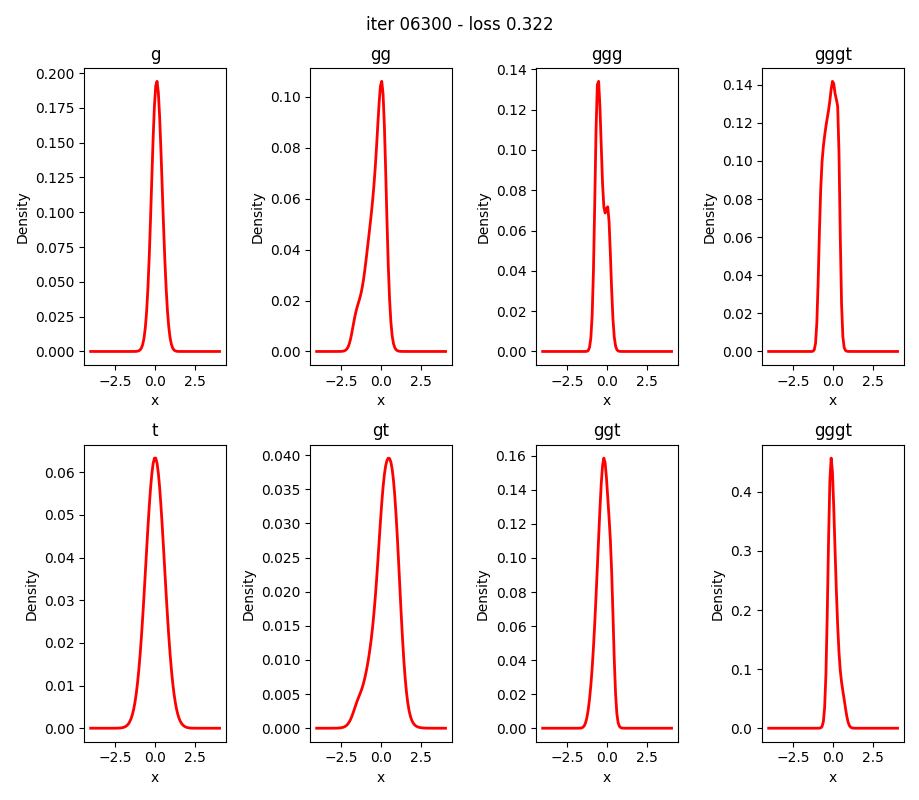 iter 06300 - loss 0.322
g
gg
ggg
gggt
0.200
0.175
0.150
0.125
0.100
0.075
0.050
0.025
0.000
Density
−2.5 0.0 2.5
x
0.10
0.08
0.06
0.04
0.02
0.00
Density
−2.5 0.0 2.5
x
0.14
0.12
0.10
0.08
0.06
0.04
0.02
0.00
Density
−2.5 0.0 2.5
x
0.14
0.12
0.10
0.08
0.06
0.04
0.02
0.00
Density
−2.5 0.0 2.5
x
t
gt
ggt
gggt
0.06
0.05
0.04
0.03
0.02
0.01
0.00
Density
−2.5 0.0 2.5
x
0.040
0.035
0.030
0.025
0.020
0.015
0.010
0.005
0.000
Density
−2.5 0.0 2.5
x
0.16
0.14
0.12
0.10
0.08
0.06
0.04
0.02
0.00
Density
−2.5 0.0 2.5
x
0.4
0.3
0.2
0.1
0.0
Density
−2.5 0.0 2.5
x